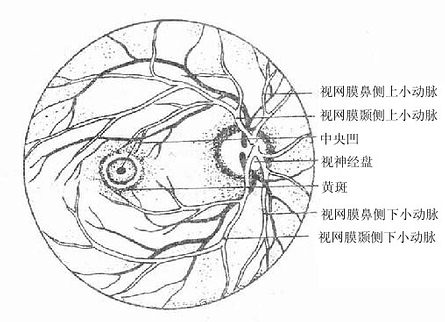 视网膜鼻侧上小动脉
视网膜颞侧上小动脉
中央凹
视神经盘
黄斑
视网膜鼻侧下小动脉
视网膜颞侧下小动脉